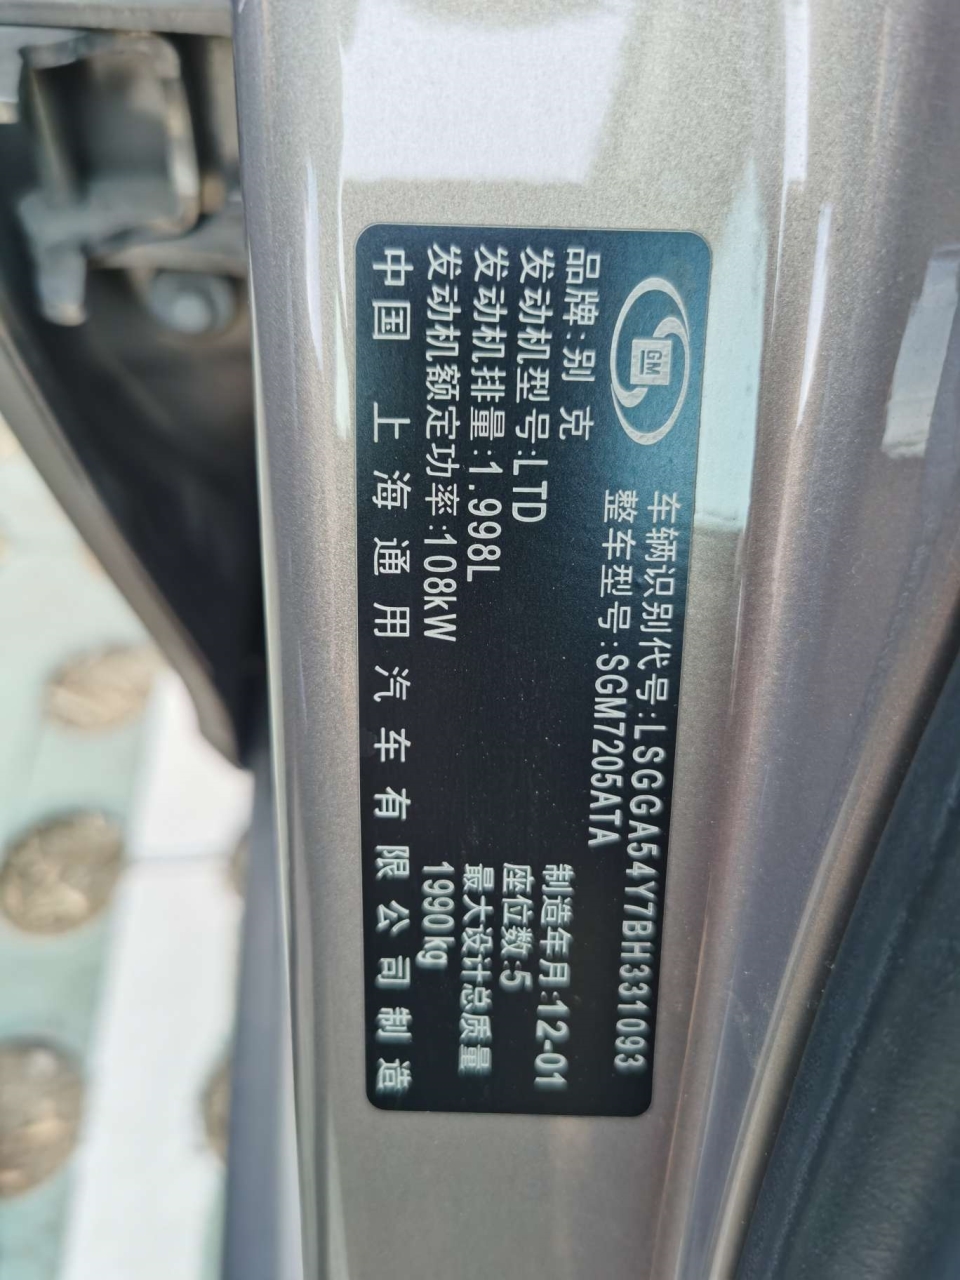 GM
车辆识别代号:LSGGA54Y7BH331093
整车型号:SGM7205ATA
品牌:别克
发动机型号:LTD
发动机排量:1.998L
发动机额定功率:108kW
制造年月:12-01
座位数:5
最大设计总质量
1990kg
中国 上海通用汽车有限公司制造